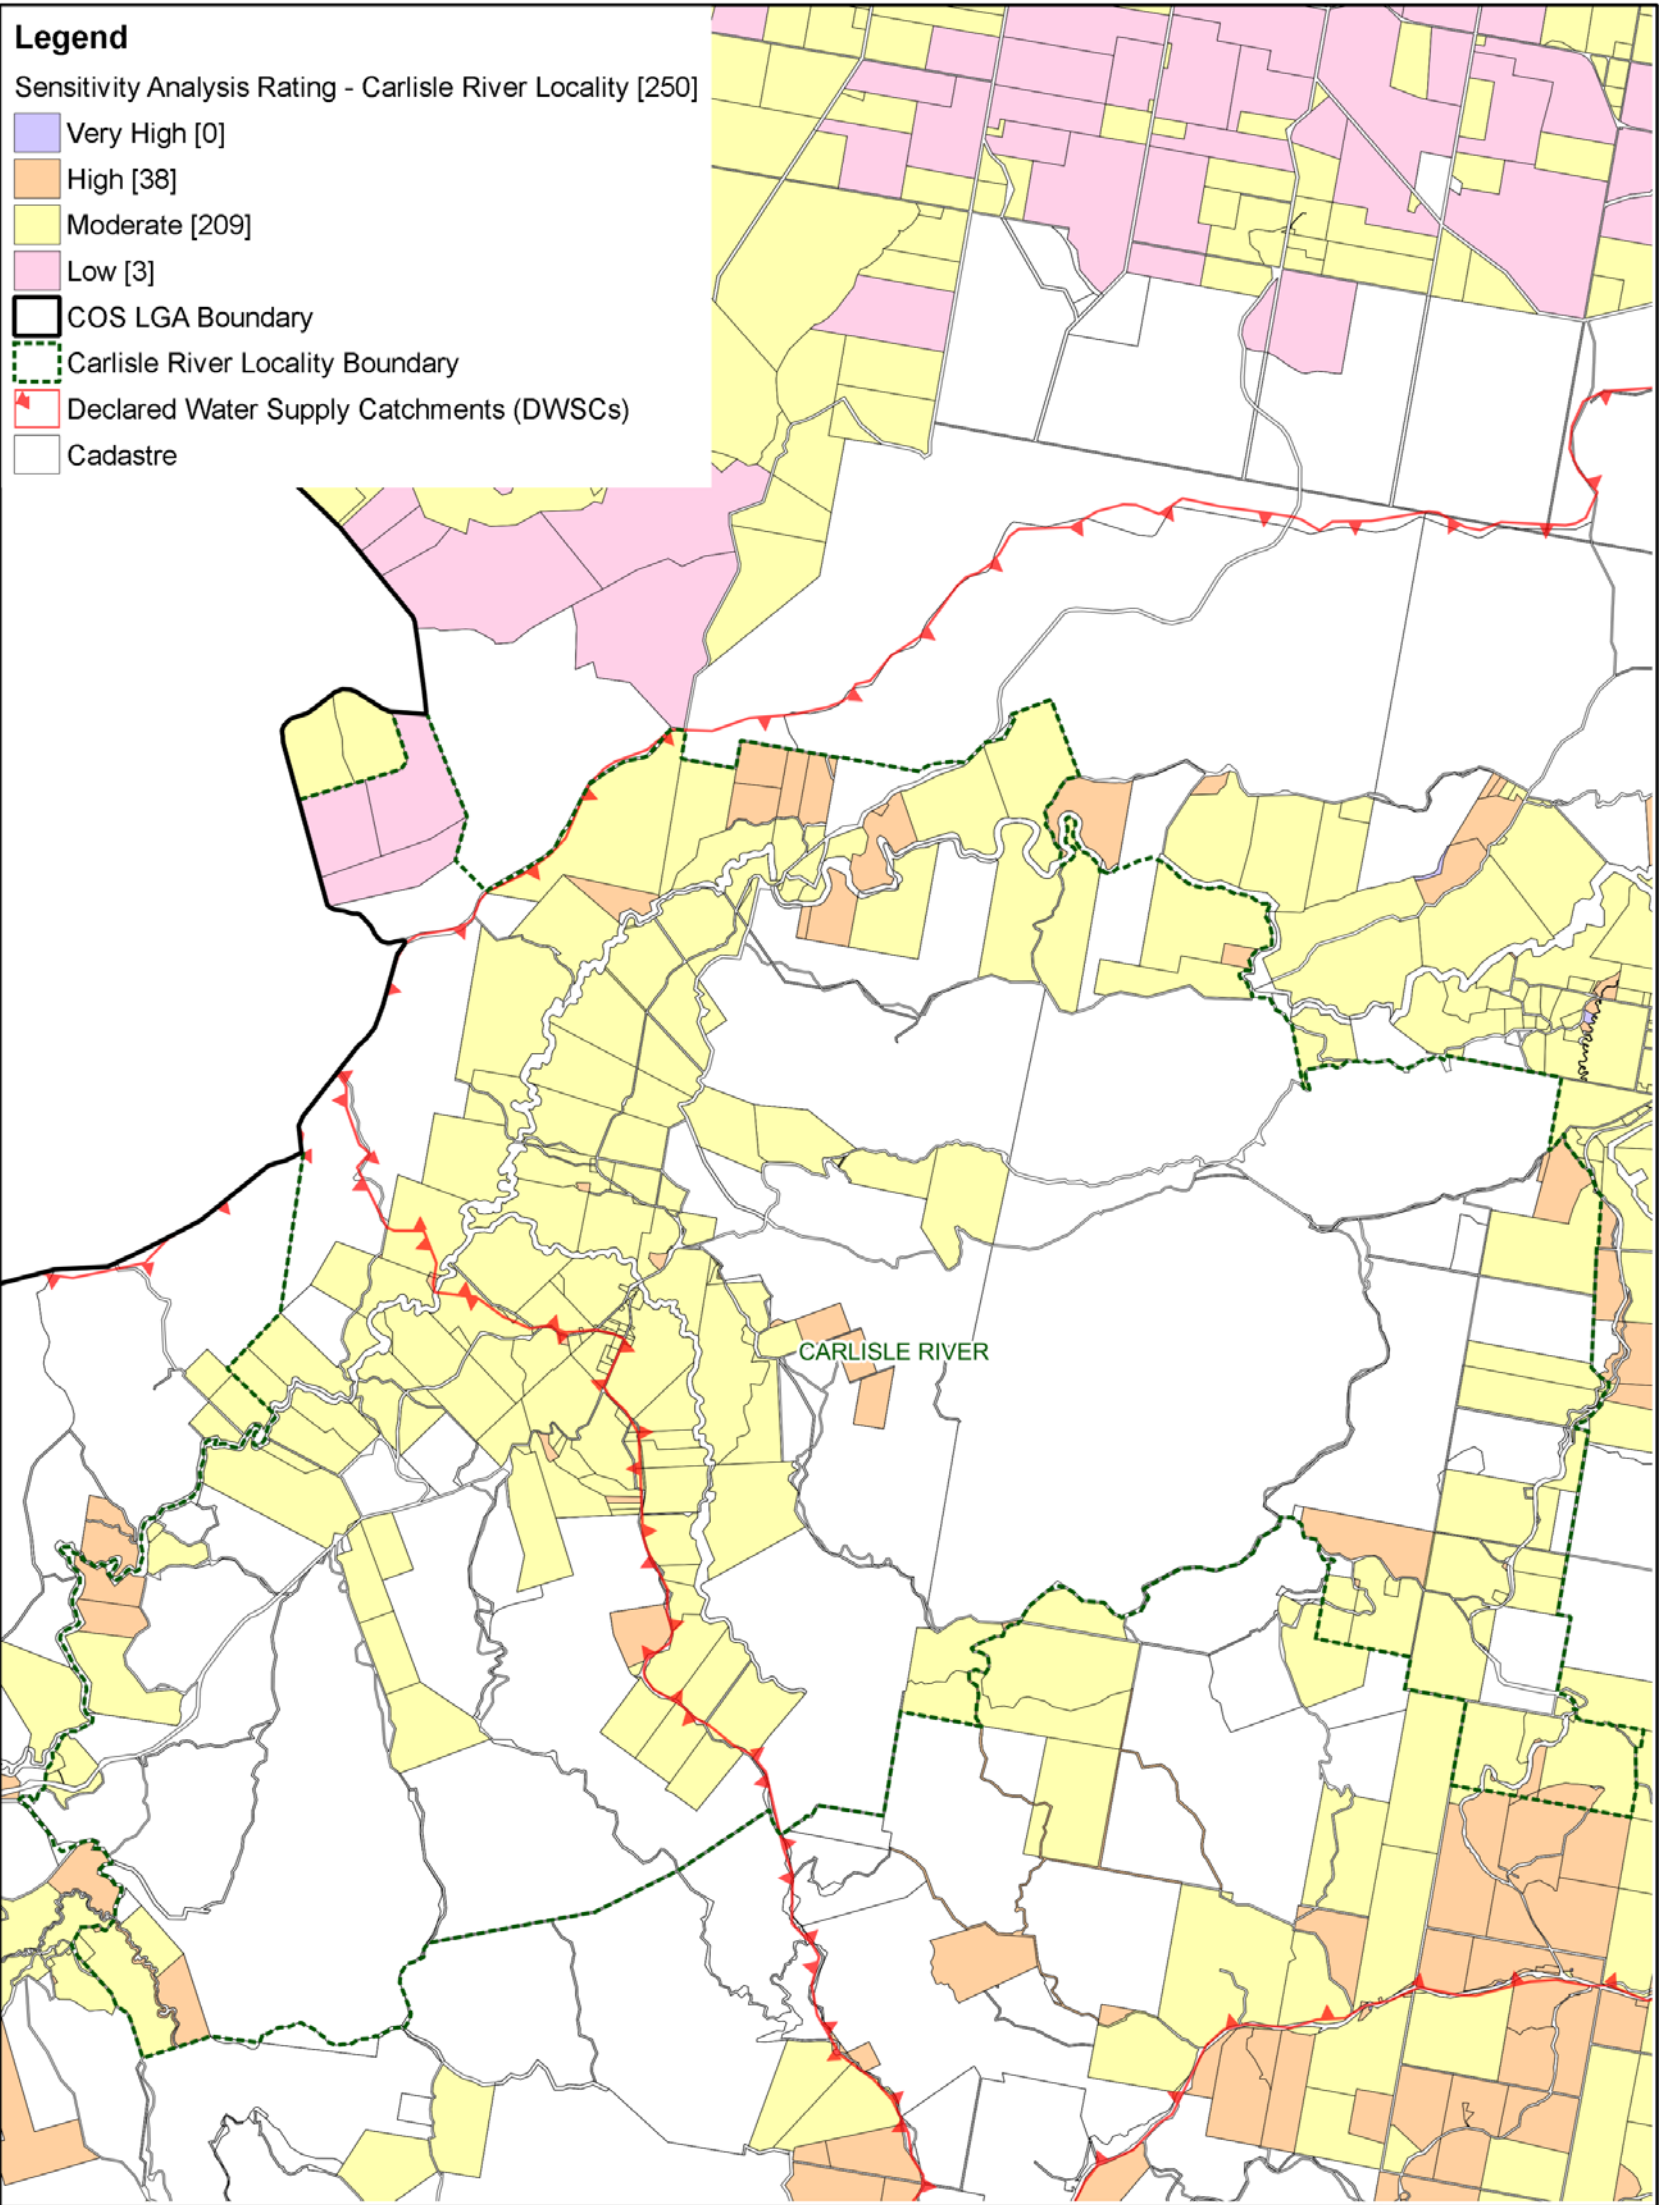 Legend
Sensitivity Analysis Rating - Carlisle River Locality [250]
Very High [0]
High [38]
Moderate [209]
Low [3]
COS LGA Boundary
Carlisle River Locality Boundary
Declared Water Supply Catchments (DWSCs)
Cadastre
CARLISLE RIVER